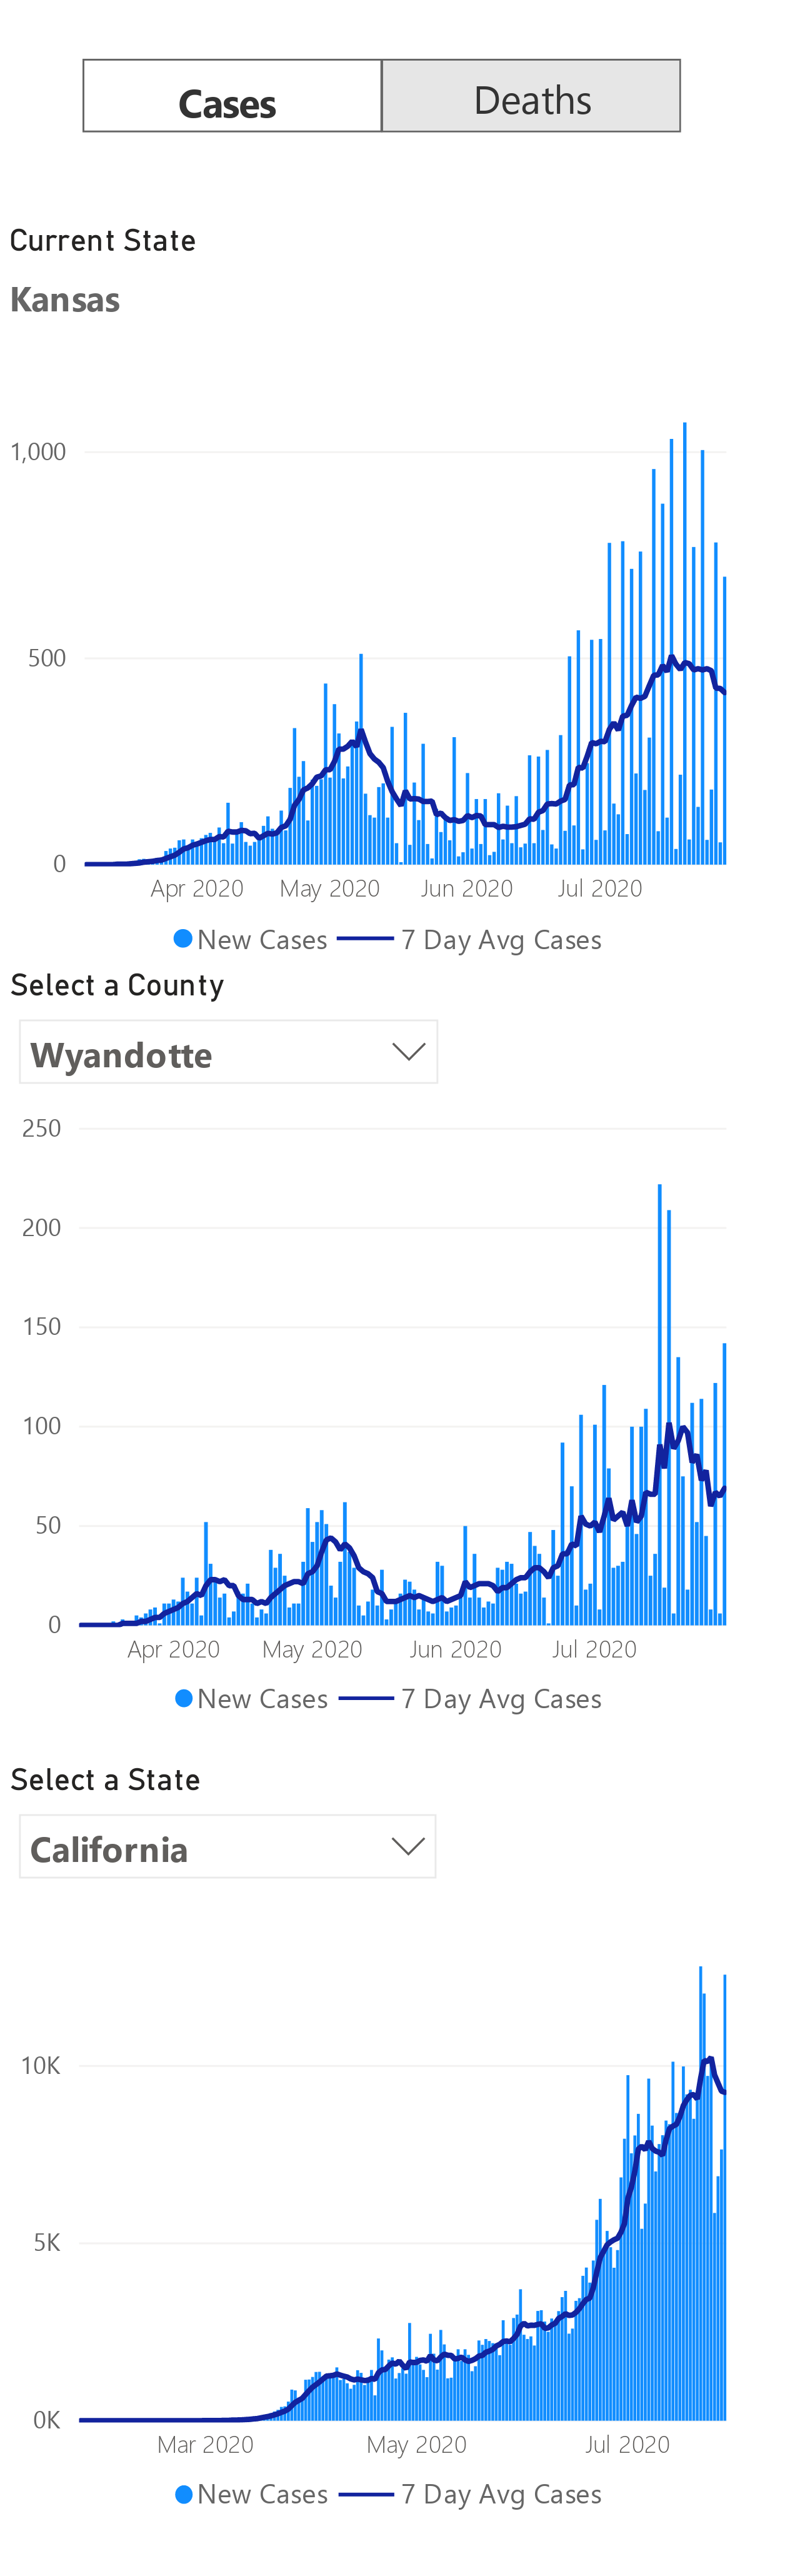 Cases Deaths
Current State
Kansas
1,000
500
0
Apr 2020 May 2020 Jun 2020 Jul 2020
New Cases 7 Day Avg Cases
Select a County
Wyandotte
250
200
150
100
50
0
Apr 2020 May 2020 Jun 2020 Jul 2020
New Cases 7 Day Avg Cases
Select a State
California
10K
5K
0K
Mar 2020 May 2020 Jul 2020
New Cases 7 Day Avg Cases